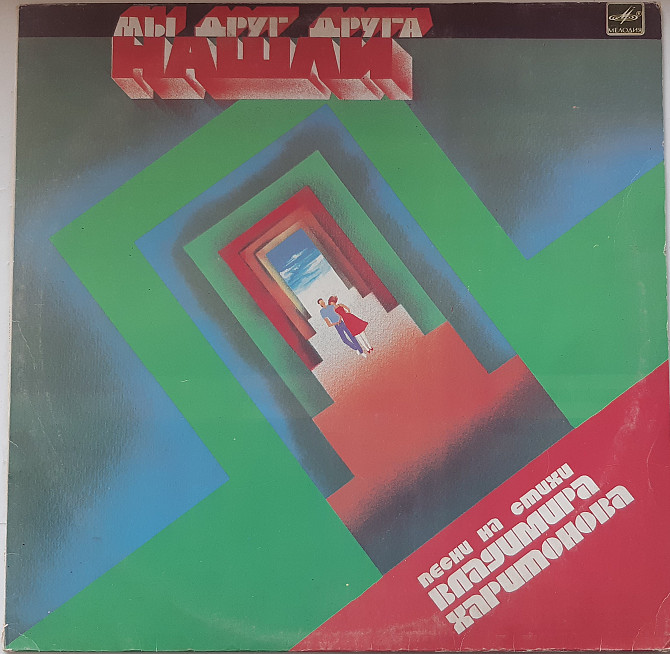 МЫ ДРУГ ДРУГА
НАШЛИ
МЕЛОДИЯ
ПЕСНИ НА СТИХИ
ВЛАДИМИРА
ХАРИТОНОВА